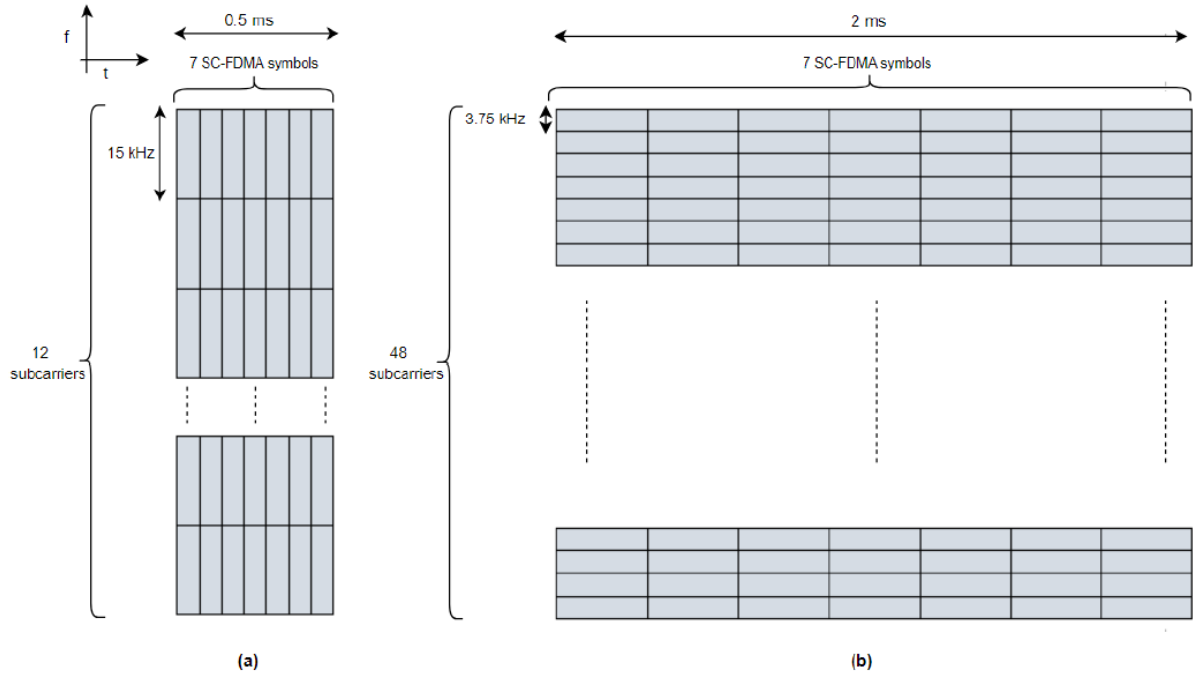 f
t
0.5 ms
7 SC-FDMA symbols
15 kHz
12
subcarriers
(a)
2 ms
7 SC-FDMA symbols
3.75 kHz
48
subcarriers
(b)